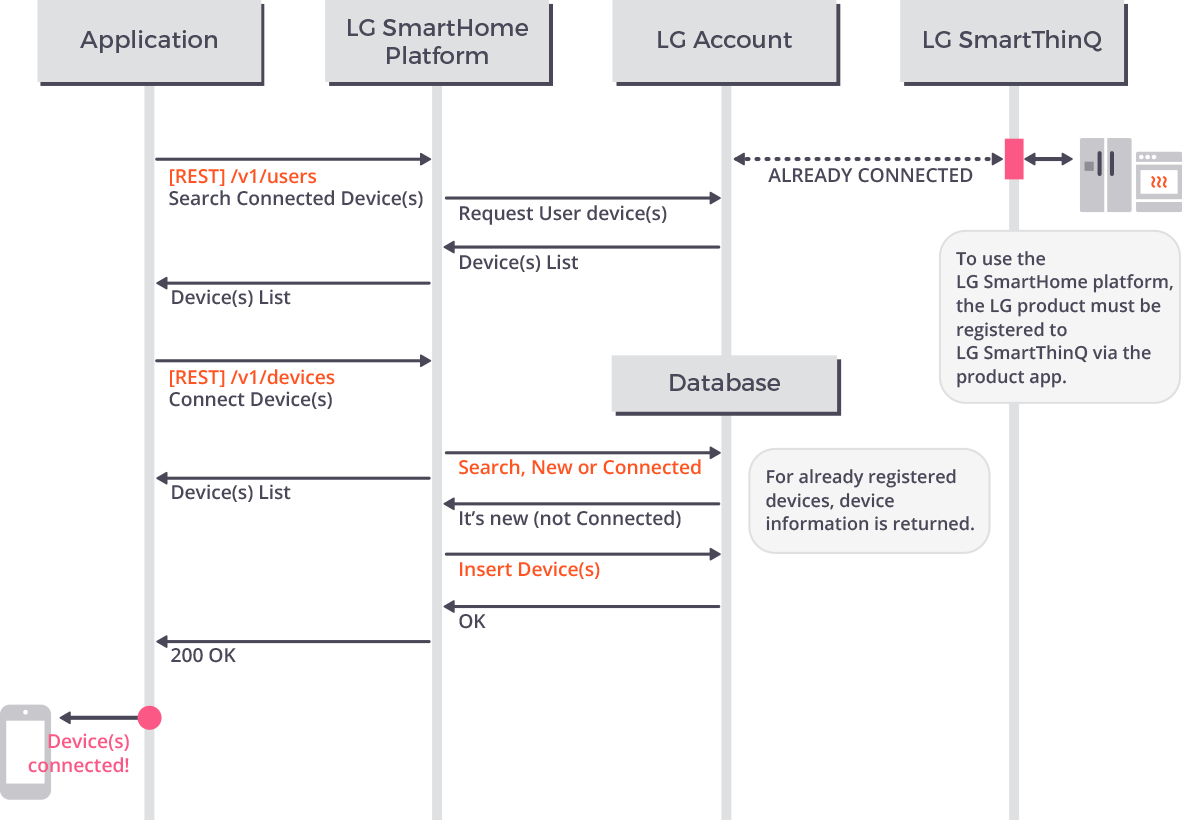 Application
LG SmartHome
Platform
LG Account
LG SmartThinQ
[REST] /v1/users
Search Connected Device(s)
ALREADY CONNECTED
Request User device(s)
Device(s) List
Device(s) List
To use the
LG SmartHome platform,
the LG product must be
registered to
LG SmartThinQ via the
product app.
[REST] /v1/devices
Connect Device(s)
Database
Search, New or Connected
Device(s) List
It’s new (not Connected)
For already registered
devices, device
information is returned.
Insert Device(s)
OK
200 OK
Device(s)
connected!